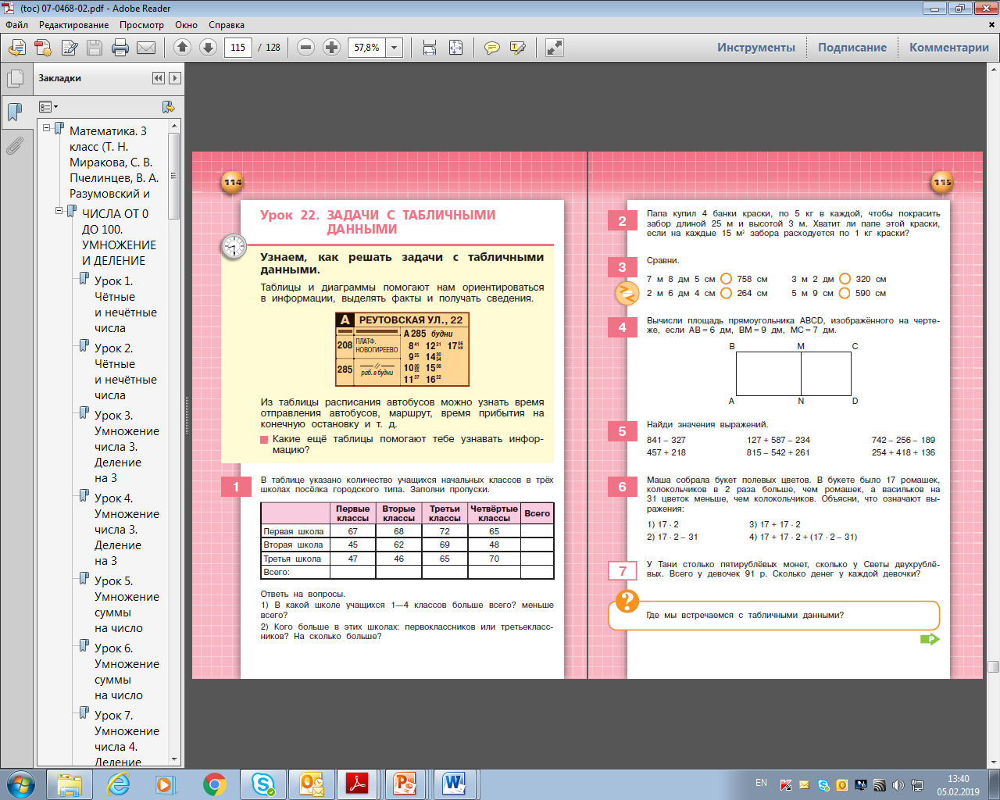 (toc) 07-0468-02.pdf - Adobe Reader
Файл Редактирование Просмотр Окно Справка
115 / 128 57,8% Инструменты Подписание Комментарии
Закладки
Математика. 3
класс (Т. Н.
Миракова, С. В.
Пчелинцев, В. А.
Разумовский и
ЧИСЛА ОТ 0
ДО 100.
УМНОЖЕНИЕ
И ДЕЛЕНИЕ
Урок 1.
Чётные
и нечётные
числа
Урок 2.
Чётные
и нечётные
числа
Урок 3.
Умножение
числа 3.
Деление
на 3
Урок 4.
Умножение
числа 3.
Деление
на 3
Урок 5.
Умножение
суммы
на число
Урок 6.
Умножение
суммы
на число
Урок 7.
Умножение
числа 4.
Деление
114
Урок 22. ЗАДАЧИ С ТАБЛИЧНЫМИ
ДАННЫМИ
Узнаем, как решать задачи с табличными
данными.
Таблицы и диаграммы помогают нам ориентироваться
в информации, выделять факты и получать сведения.
А РЕУТОВСКАЯ УЛ., 22
А 285 будни
208 ПЛАТФ.
НОВОГИРЕЕВО
8 41 12 21 17 06 58
9 25 14 30 54
285 –//– раб. в будни
10 00 15 38
11 37 16 22
Из таблицы расписания автобусов можно узнать время
отправления автобусов, маршрут, время прибытия на
конечную остановку и т. д.
Какие ещё таблицы помогают тебе узнавать инфор-
мацию?
1
В таблице указано количество учащихся начальных классов в трёх
школах посёлка городского типа. Заполни пропуски.
Первые классы Вторые классы Третьи классы Четвёртые классы Всего
Первая школа 67 68 72 65
Вторая школа 45 62 69 48
Третья школа 47 46 65 70
Всего:
Ответь на вопросы.
1) В какой школе учащихся 1—4 классов больше всего? меньше
всего?
2) Кого больше в этих школах: первоклассников или третьекласс-
ников? На сколько больше?
115
2
Папа купил 4 банки краски, по 5 кг в каждой, чтобы покрасить
забор длиной 25 м и высотой 3 м. Хватит ли папе этой краски,
если на каждые 15 м² забора расходуется по 1 кг краски?
3
Сравни.
7 м 8 дм 5 см 758 см 3 м 2 дм 320 см
2 м 6 дм 4 см 264 см 5 м 9 см 590 см
4
Вычисли площадь прямоугольника ABCD, изображённого на черте-
же, если AB = 6 дм, BM = 9 дм, MC = 7 дм.
B M C
A N D
5
Найди значения выражений.
841 – 327 127 + 587 – 234 742 – 256 – 189
457 + 218 815 – 542 + 261 254 + 418 + 136
6
Маша собрала букет полевых цветов. В букете было 17 ромашек,
колокольчиков в 2 раза больше, чем ромашек, а васильков на
31 цветок меньше, чем колокольчиков. Объясни, что означают вы-
ражения:
1) 17 · 2 3) 17 + 17 · 2
2) 17 · 2 – 31 4) 17 + 17 · 2 + (17 · 2 – 31)
7
У Тани столько пятирублёвых монет, сколько у Светы двухрублё-
вых. Всего у девочек 91 р. Сколько денег у каждой девочки?
?
Где мы встречаемся с табличными данными?
Р
EN 13:40
05.02.2019